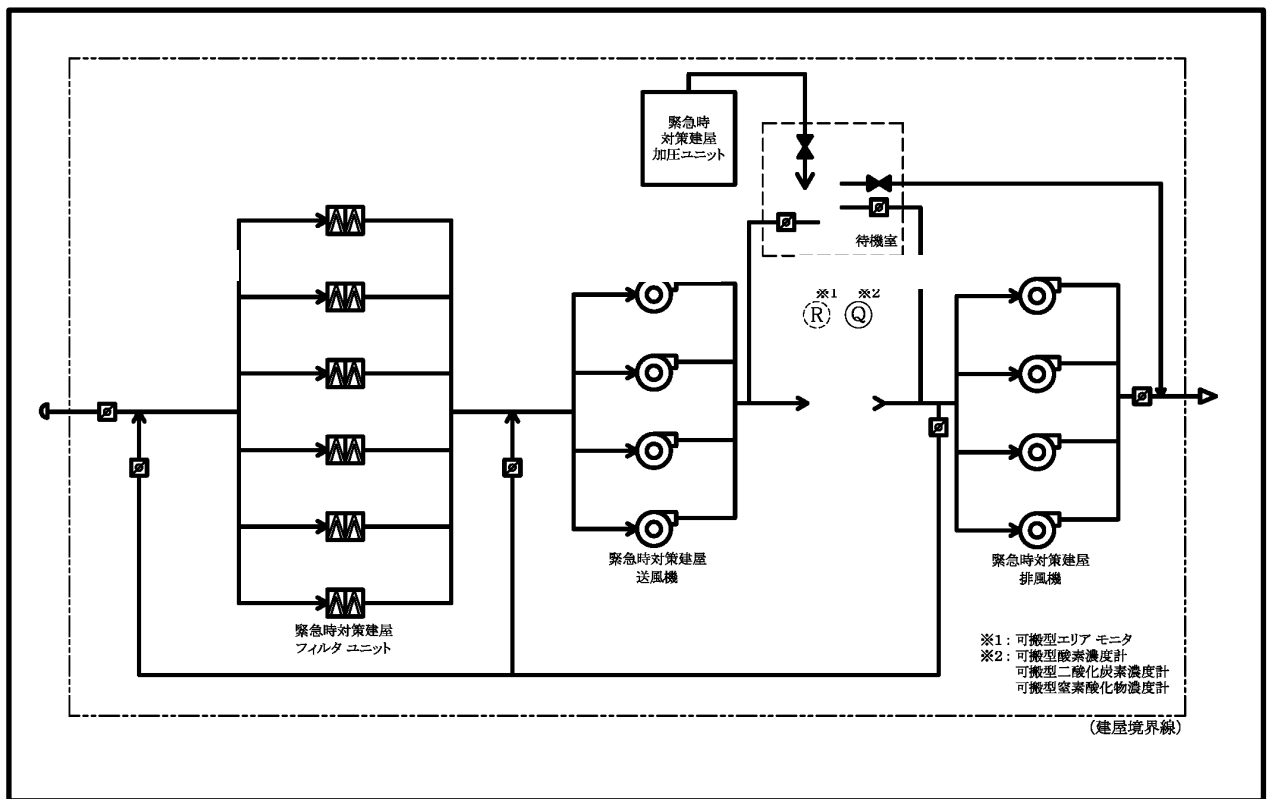 緊急時
対策建屋
加圧ユニット
待機室
※1 ※2
R Q
緊急時対策建屋
送風機
緊急時対策建屋
排風機
緊急時対策建屋
フィルタ ユニット
※1：可搬型エリア モニタ
※2：可搬型酸素濃度計
可搬型二酸化炭素濃度計
可搬型窒素酸化物濃度計
(建屋境界線)